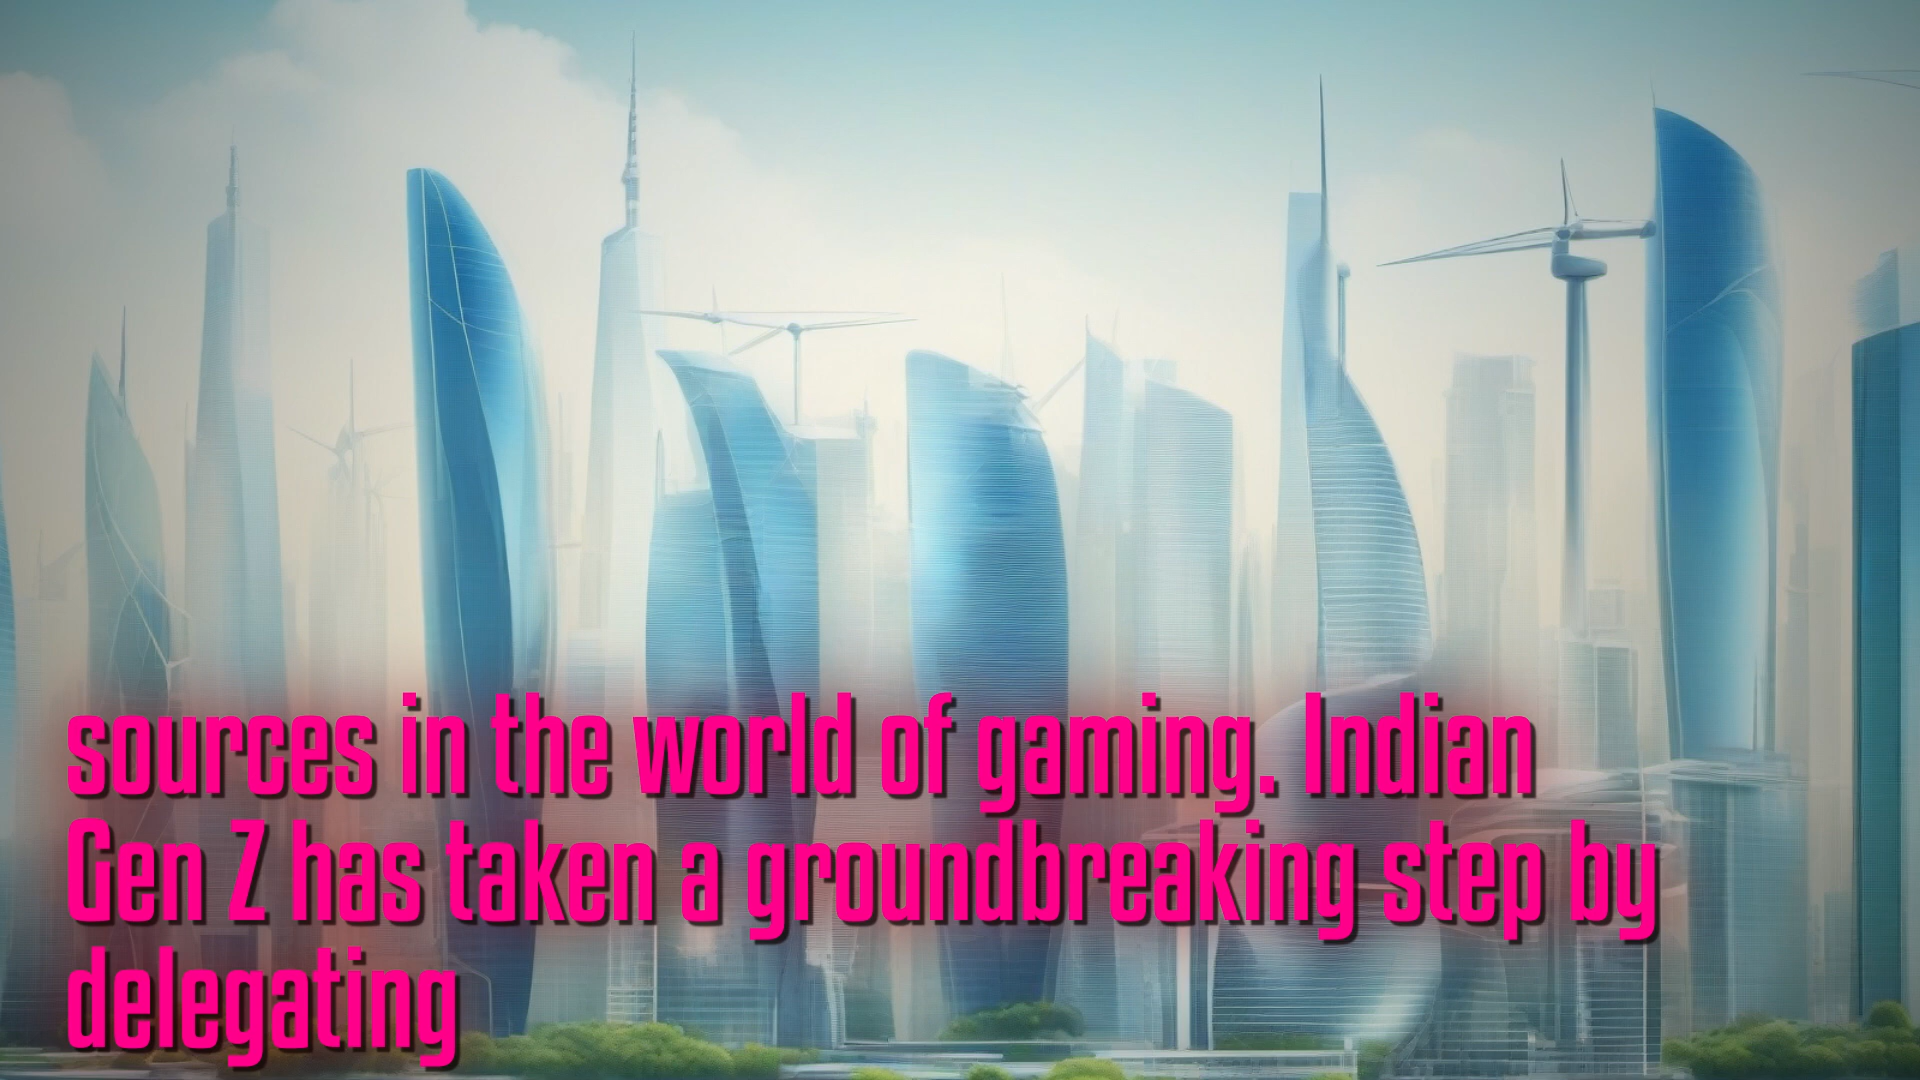 sources in the world of gaming. Indian
Gen Z has taken a groundbreaking step by
delegating